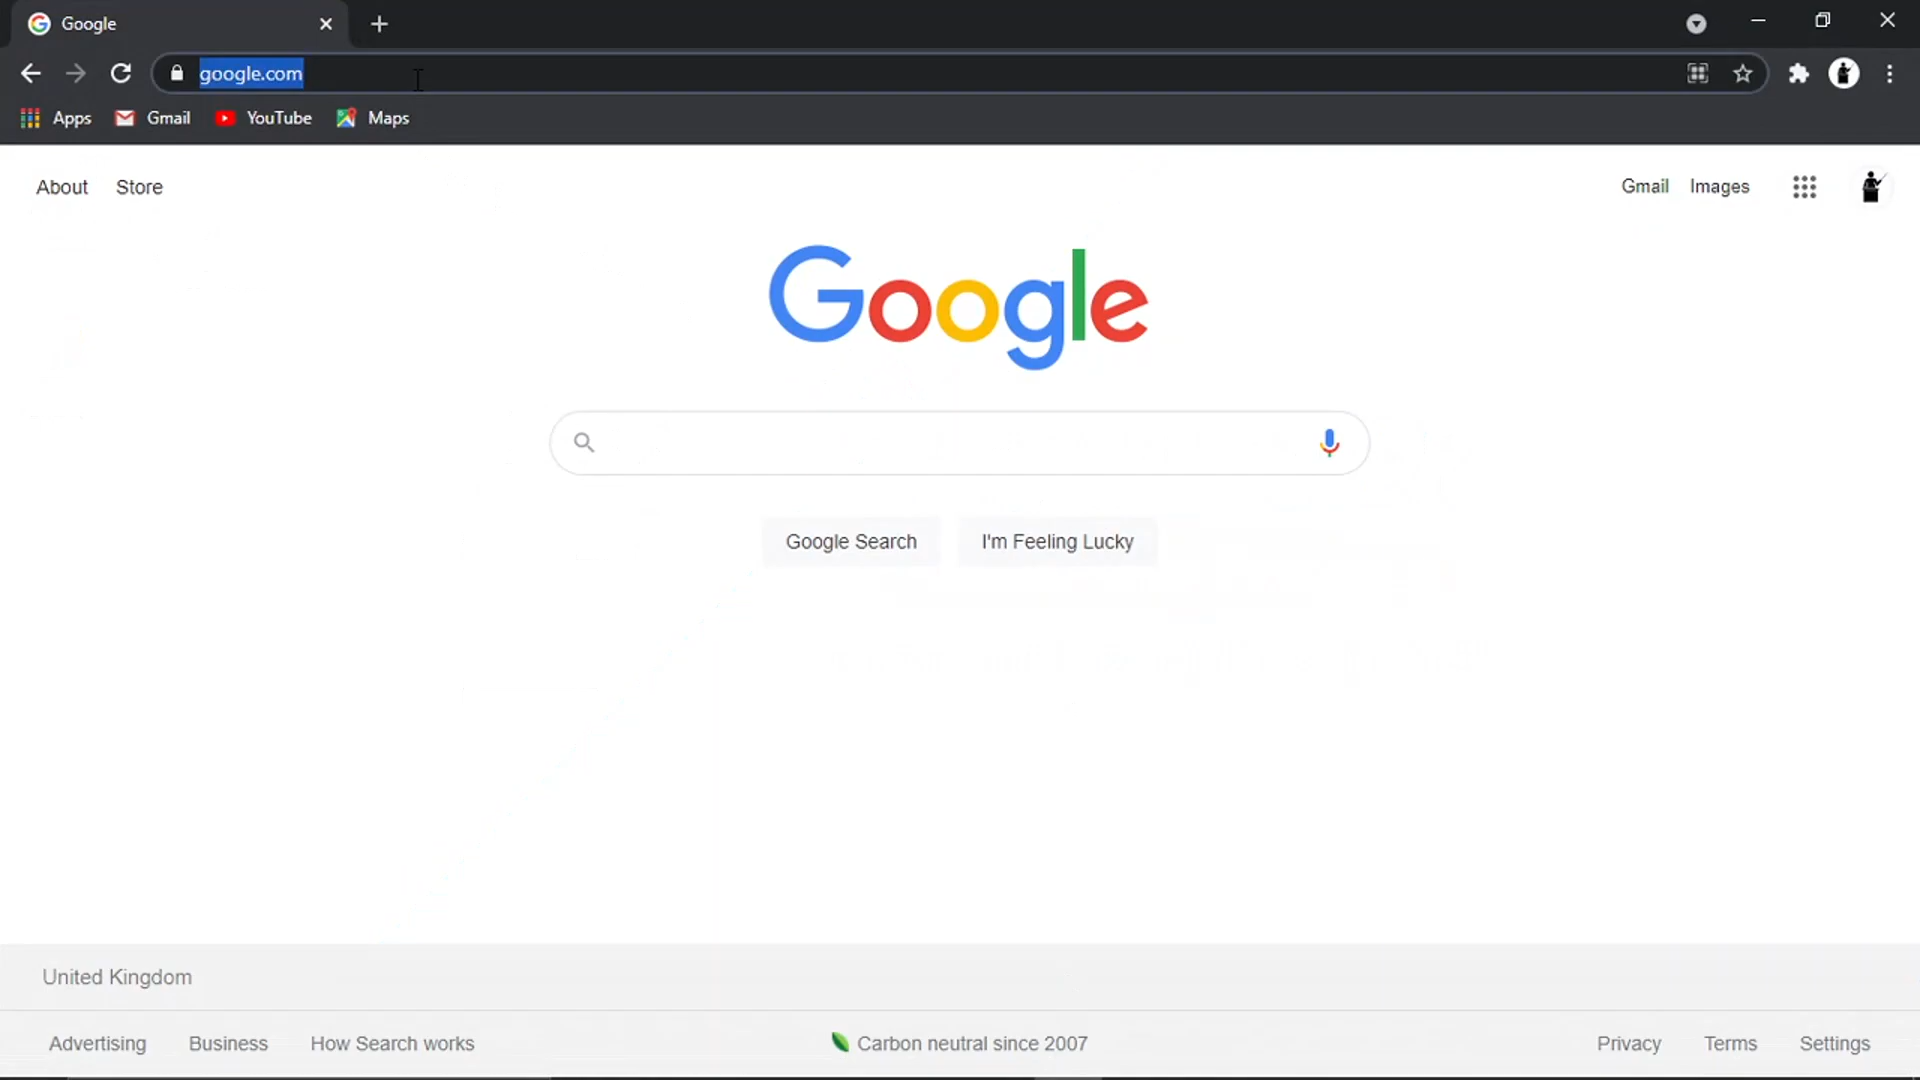 Google
google.com
Apps Gmail YouTube Maps
About Store Gmail Images
Google
Google Search I'm Feeling Lucky
United Kingdom
Advertising Business How Search works Carbon neutral since 2007 Privacy Terms Settings